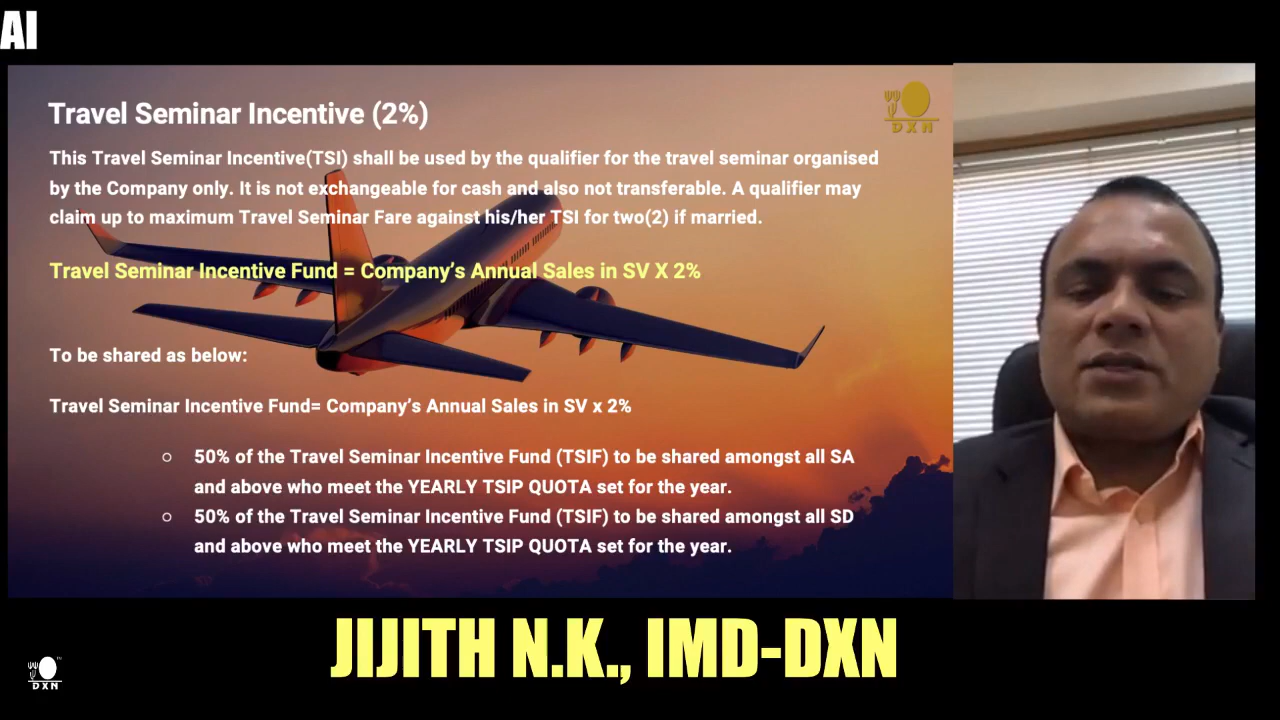 AI
Travel Seminar Incentive (2%)
DXN
This Travel Seminar Incentive(TSI) shall be used by the qualifier for the travel seminar organised
by the Company only. It is not exchangeable for cash and also not transferable. A qualifier may
claim up to maximum Travel Seminar Fare against his/her TSI for two(2) if married.
Travel Seminar Incentive Fund = Company's Annual Sales in SV X 2%
To be shared as below:
Travel Seminar Incentive Fund= Company's Annual Sales in SV x 2%
50% of the Travel Seminar Incentive Fund (TSIF) to be shared amongst all SA
and above who meet the YEARLY TSIP QUOTA set for the year.
50% of the Travel Seminar Incentive Fund (TSIF) to be shared amongst all SD
and above who meet the YEARLY TSIP QUOTA set for the year.
JIJITH N.K., IMD-DXN
DXN